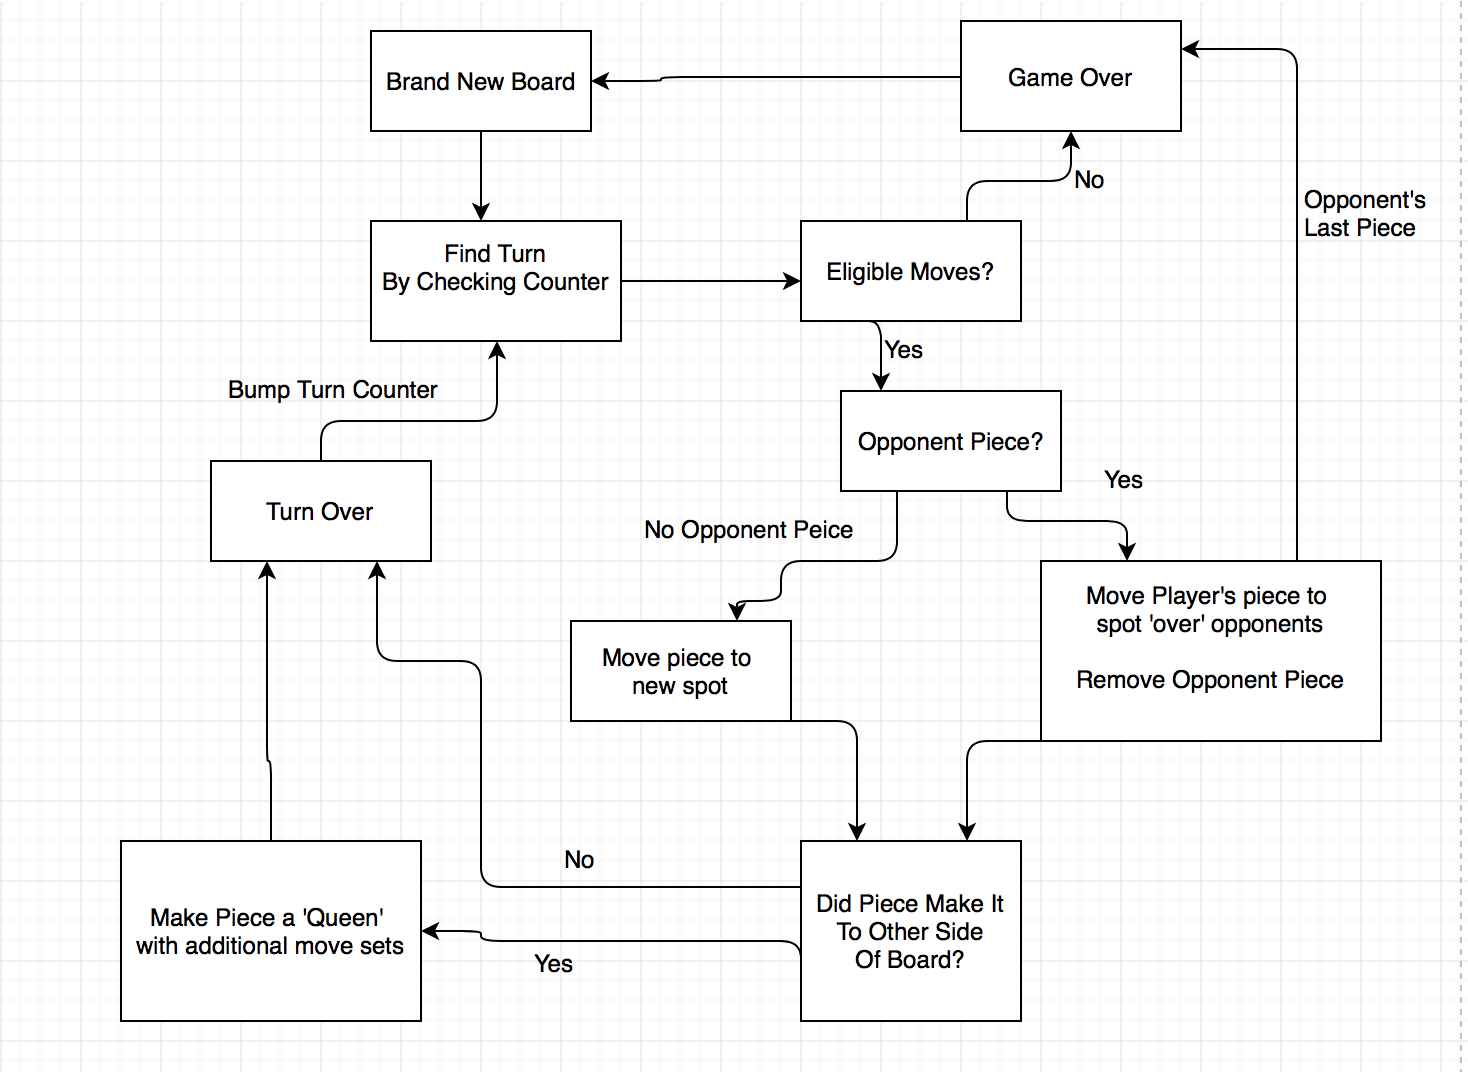 Brand New Board
Game Over
No
Opponent's
Last Piece
Find Turn
By Checking Counter
Eligible Moves?
Yes
Bump Turn Counter
Opponent Piece?
Yes
Turn Over
No Opponent Peice
Move Player's piece to
spot 'over' opponents
Remove Opponent Piece
Move piece to
new spot
No
Did Piece Make It
To Other Side
Of Board?
Make Piece a 'Queen'
with additional move sets
Yes